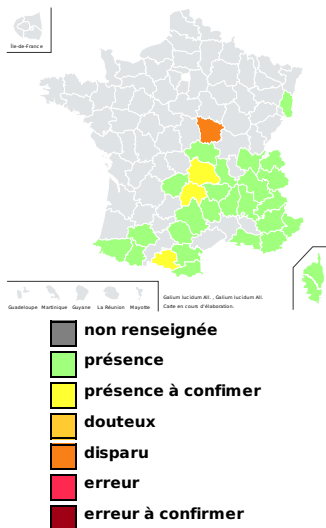 Île-de-France
Guadeloupe Martinique Guyane La Réunion Mayotte
Galium lucidum All. , Galium lucidum All.
Carte en cours d'élaboration.
non renseignée
présence
présence à confimer
douteux
disparu
erreur
erreur à confirmer